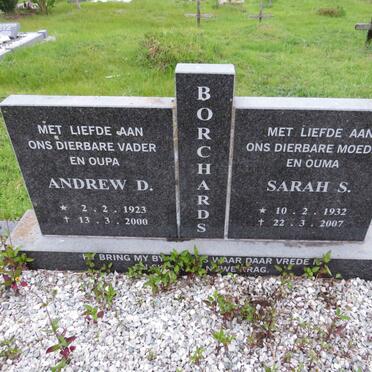 MET LIEFDE AAN
ONS DIERBARE VADER
EN OUPA
ANDREW D.
★ 2 . 2 . 1923
† 13 . 3 . 2000
BORCHARDS
MET LIEFDE AAN
ONS DIERBARE MOED
EN OUMA
SARAH S.
★ 10 . 2 . 1932
† 22 . 3 . 2007
HY BRING MY BY WAAR DAAR VREDE IS